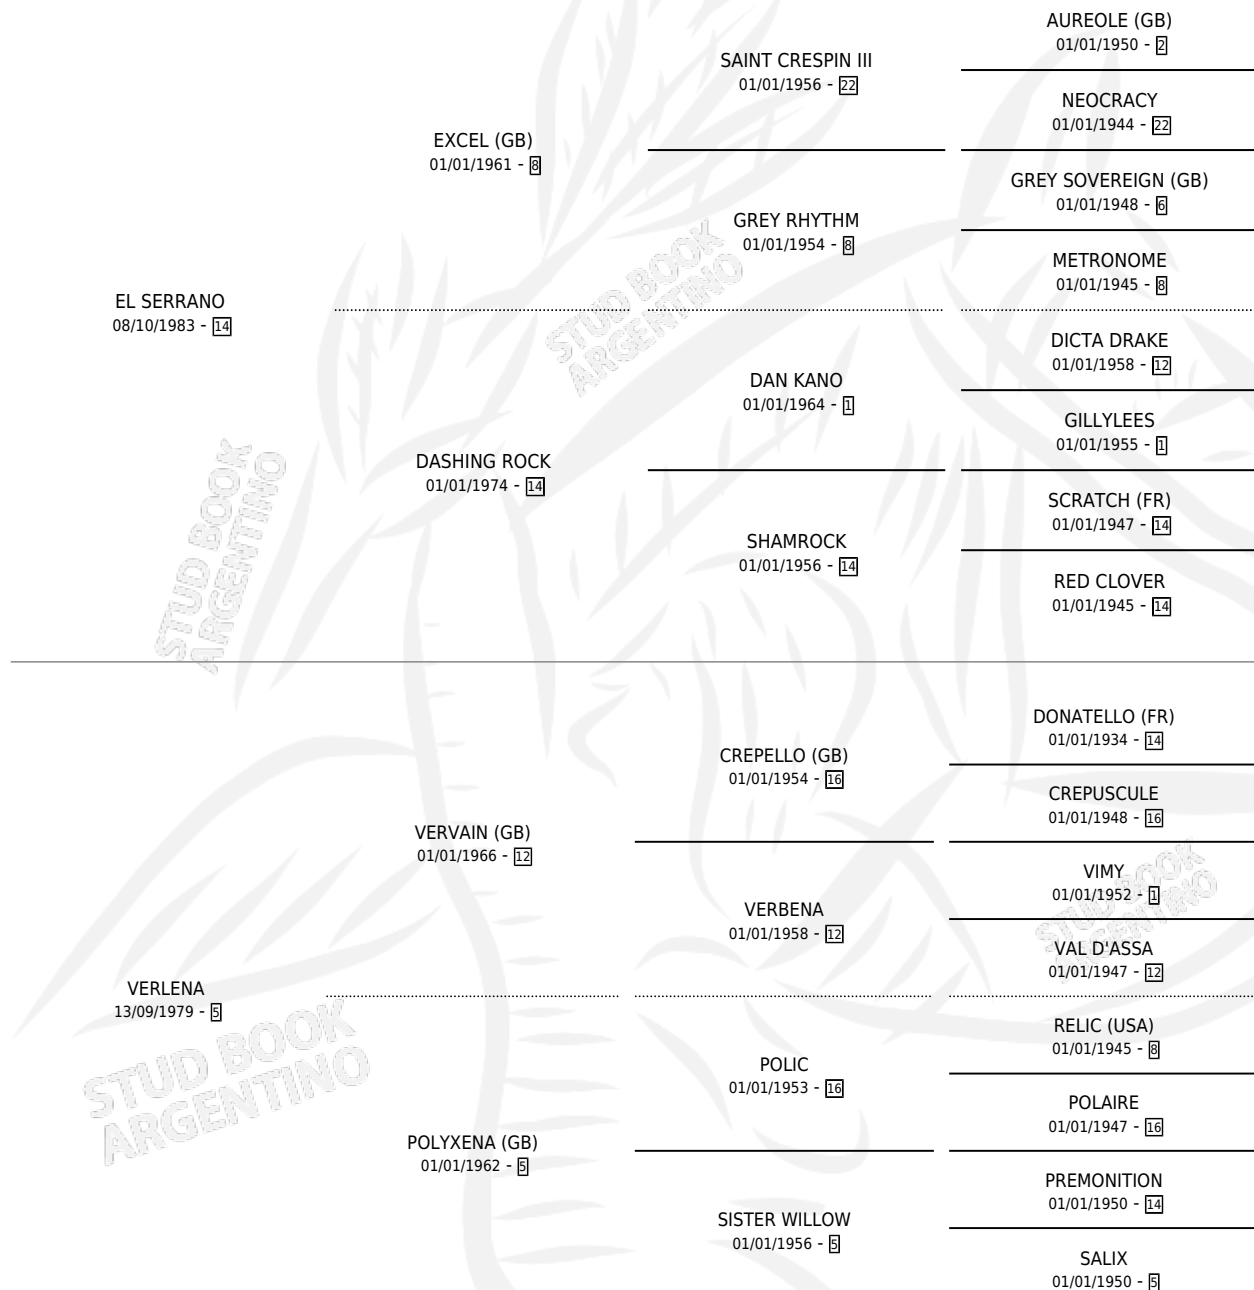 AUREOLE (GB)
01/01/1950 - 2
SAINT CRESPIN III
01/01/1956 - 22
NEOCRACY
01/01/1944 - 22
EXCEL (GB)
01/01/1961 - 8
GREY SOVEREIGN (GB)
01/01/1948 - 6
GREY RHYTHM
01/01/1954 - 8
METRONOME
01/01/1945 - 8
EL SERRANO
08/10/1983 - 14
DICTA DRAKE
01/01/1958 - 12
DAN KANO
01/01/1964 - 1
GILLYLEES
01/01/1955 - 1
DASHING ROCK
01/01/1974 - 14
SCRATCH (FR)
01/01/1947 - 14
SHAMROCK
01/01/1956 - 14
RED CLOVER
01/01/1945 - 14
DONATELLO (FR)
01/01/1934 - 14
CREPELLO (GB)
01/01/1954 - 16
CREPUSCULE
01/01/1948 - 16
VERVAIN (GB)
01/01/1966 - 12
VIMY
01/01/1952 - 1
VERBENA
01/01/1958 - 12
VAL D'ASSA
01/01/1947 - 12
VERLENA
13/09/1979 - 5
RELIC (USA)
01/01/1945 - 8
POLIC
01/01/1953 - 16
POLAIRE
01/01/1947 - 16
POLYXENA (GB)
01/01/1962 - 5
PREMONITION
01/01/1950 - 14
SISTER WILLOW
01/01/1956 - 5
SALIX
01/01/1950 - 5
STUD BOOK
ARGENTINO
STUD BOOK
ARGENTINO
STUD BOOK
ARGENTINO
STUD BOOK
ARGENTINO